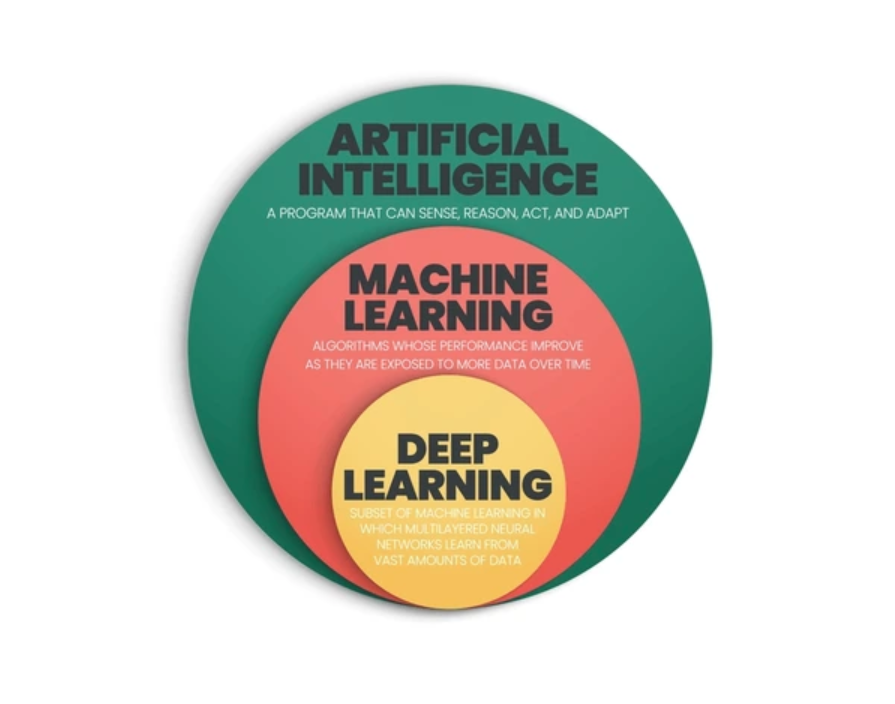 ARTIFICIAL
INTELLIGENCE
A PROGRAM THAT CAN SENSE, REASON, ACT, AND ADAPT
MACHINE
LEARNING
ALGORITHMS WHOSE PERFORMANCE IMPROVE
AS THEY ARE EXPOSED TO MORE DATA OVER TIME
DEEP
LEARNING
SUBSET OF MACHINE LEARNING IN
WHICH MULTILAYERED NEURAL
NETWORKS LEARN FROM
VAST AMOUNTS OF DATA